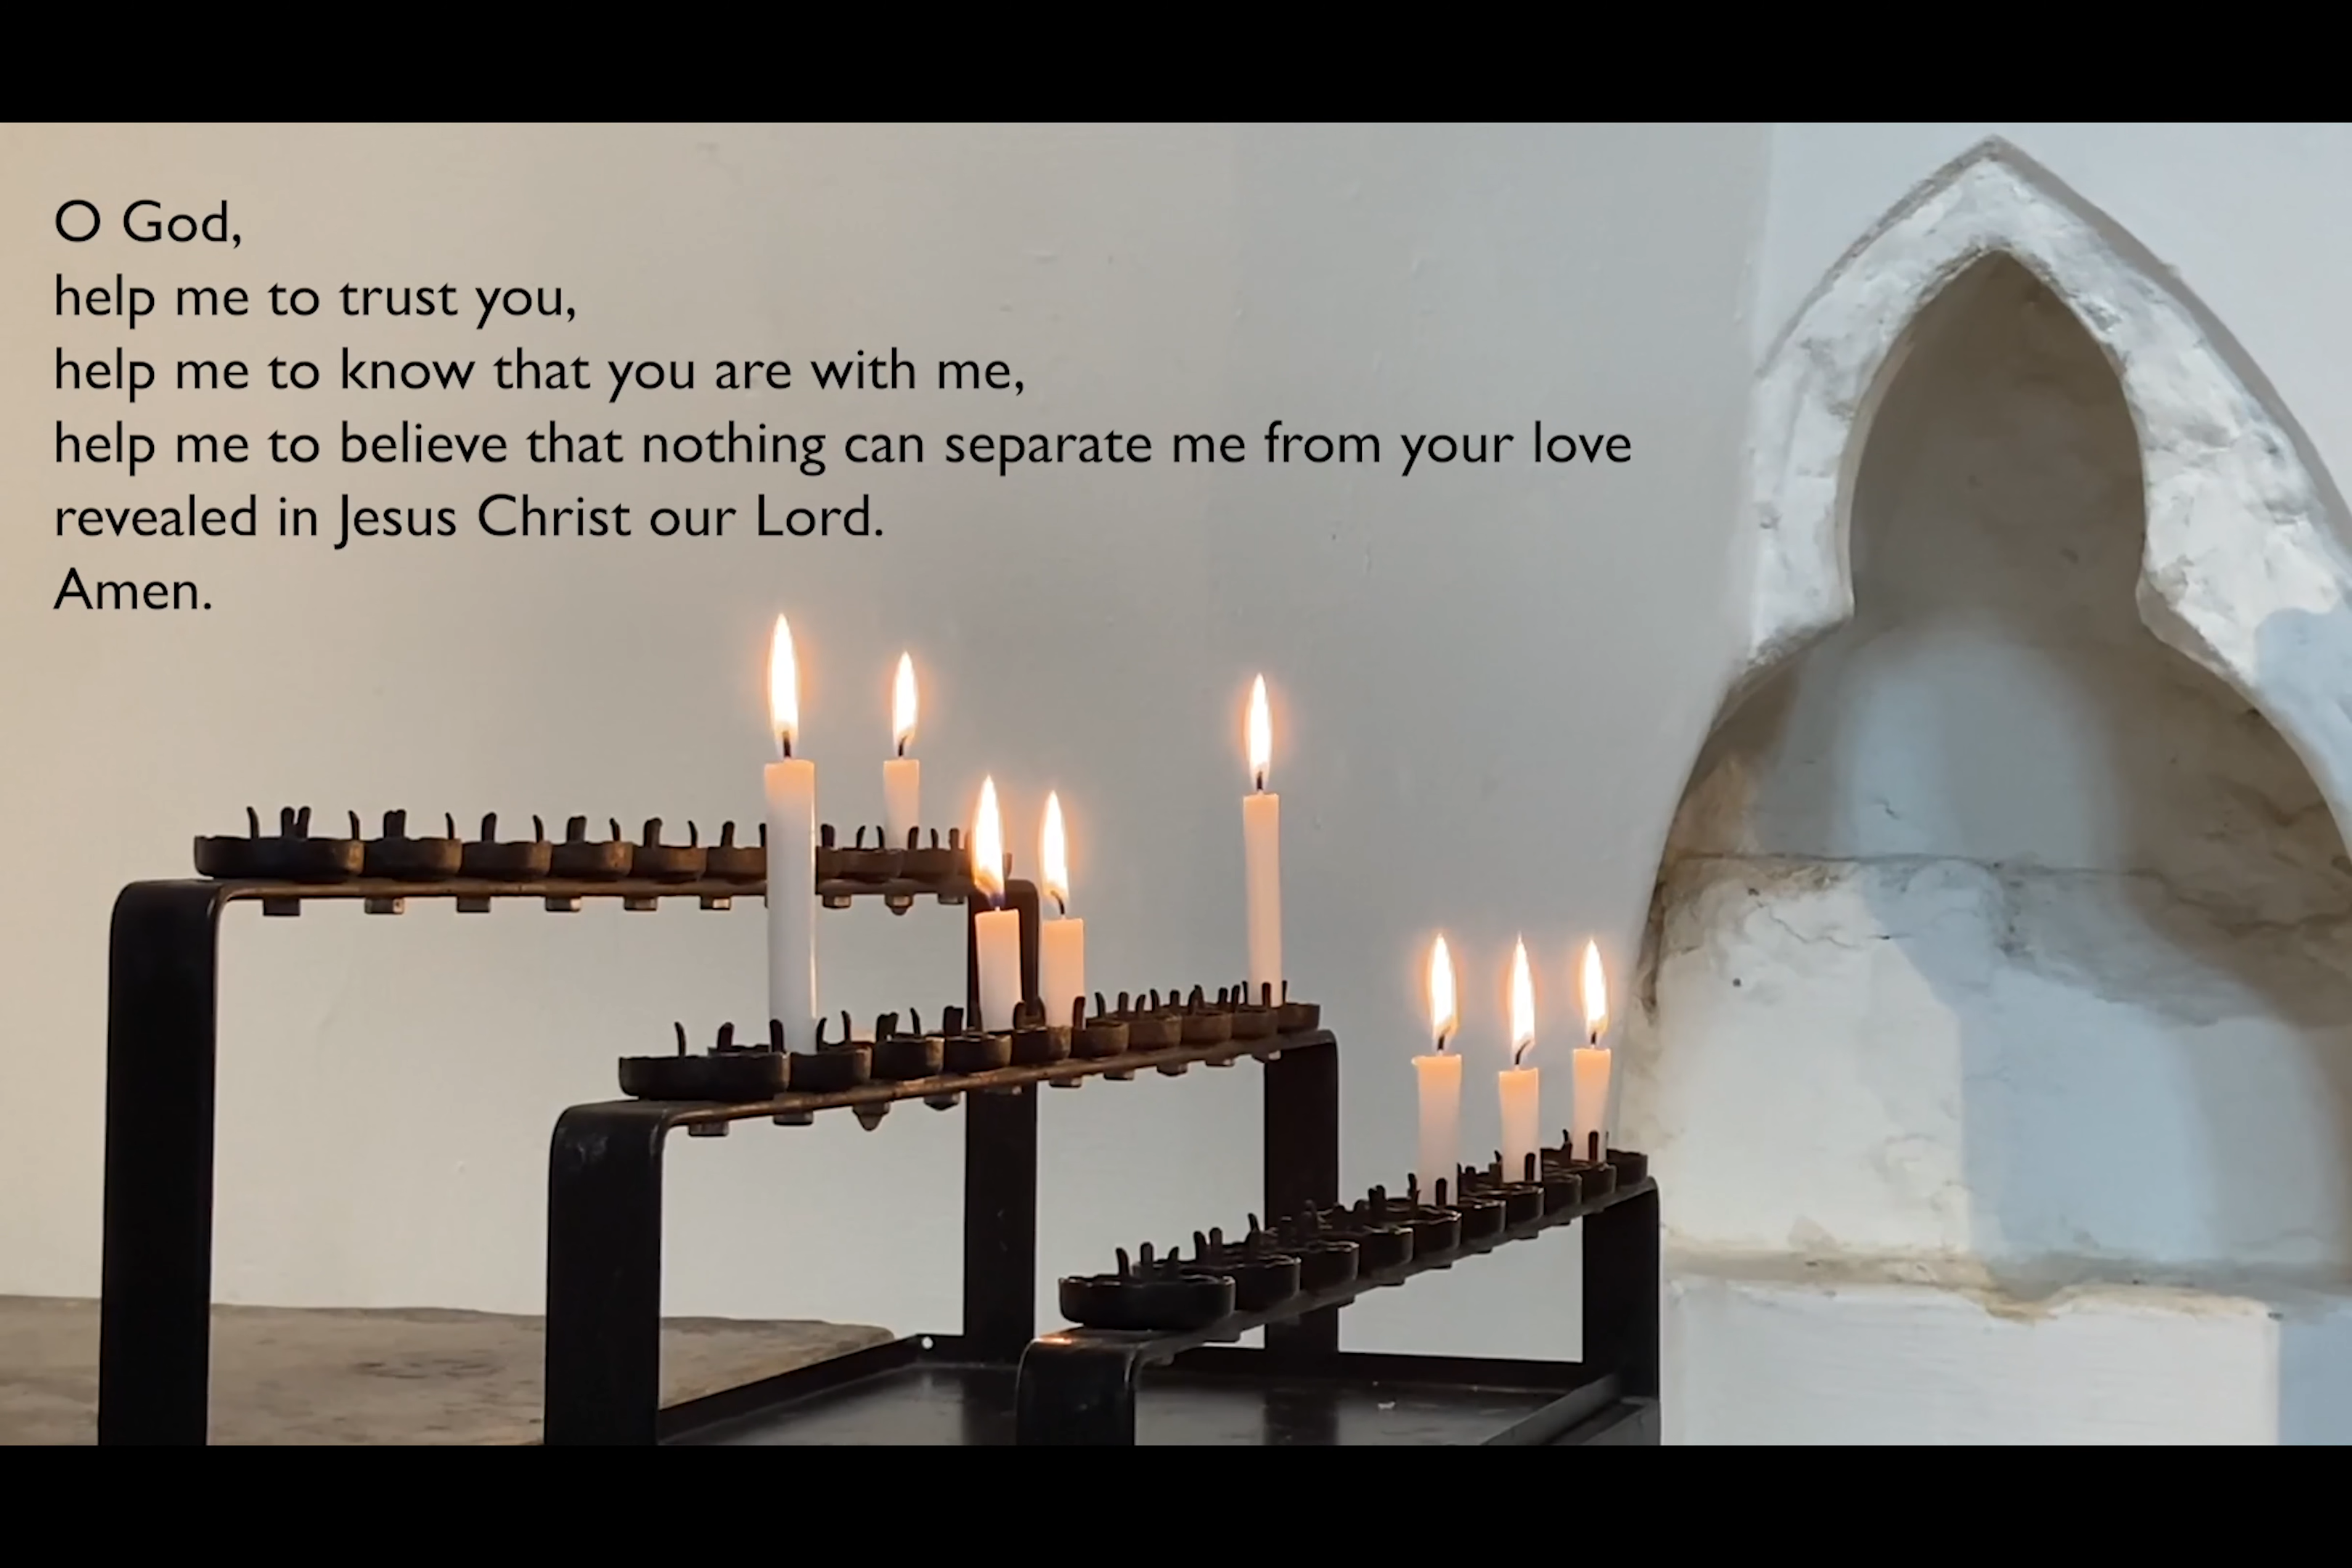 O God,
help me to trust you,
help me to know that you are with me,
help me to believe that nothing can separate me from your love
revealed in Jesus Christ our Lord.
Amen.